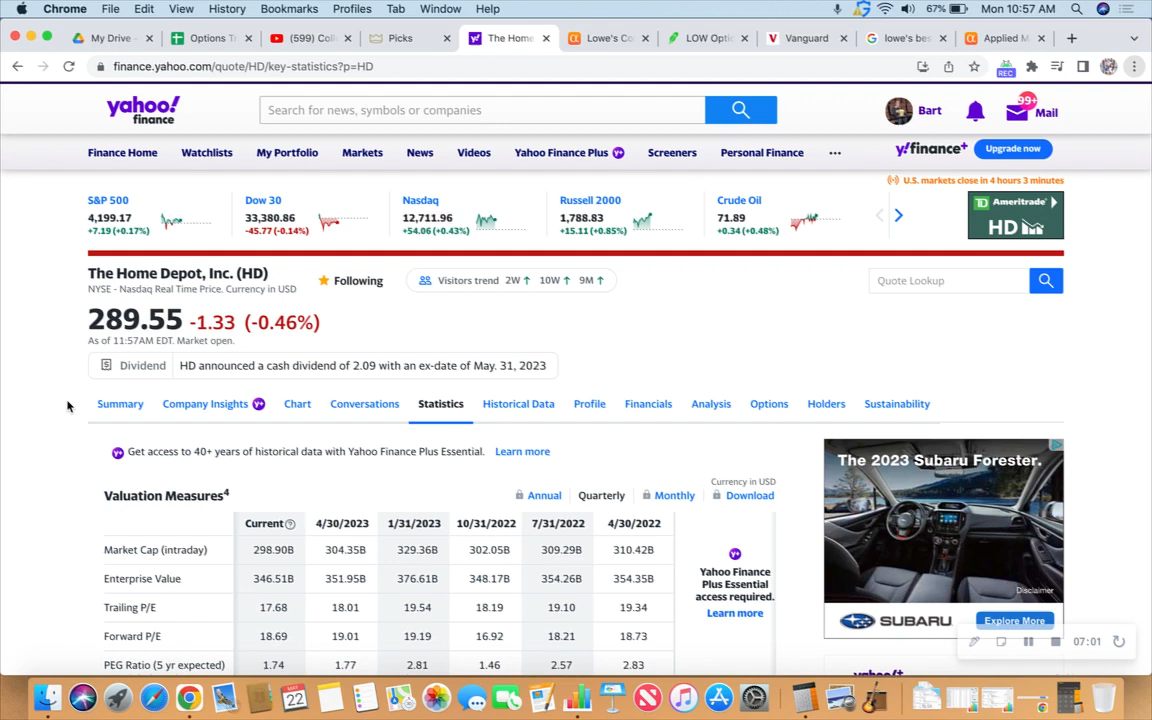 Chrome File Edit View History Bookmarks Profiles Tab Window Help 67% Mon 10:57 AM
My Drive - Options T (599) Coll Picks The Home Lowe's Co LOW Opti Vanguard lowe's bes Applied M
finance.yahoo.com/quote/HD/key-statistics?p=HD REC
yahoo! finance
Search for news, symbols or companies
Bart 99+ Mail
Finance Home Watchlists My Portfolio Markets News Videos Yahoo Finance Plus Y+ Screeners Personal Finance ... y!finance+ Upgrade now
U.S. markets close in 4 hours 3 minutes
S&P 500 Dow 30 Nasdaq Russell 2000 Crude Oil
4,199.17 33,380.86 12,711.96 1,788.83 71.89
+7.19 (+0.17%) -45.77 (-0.14%) +54.06 (+0.43%) +15.11 (+0.85%) +0.34 (+0.48%)
TD Ameritrade
HD
The Home Depot, Inc. (HD)
NYSE - Nasdaq Real Time Price. Currency in USD
Following
Visitors trend 2W ↑ 10W ↑ 9M ↑
Quote Lookup
289.55 -1.33 (-0.46%)
As of 11:57AM EDT. Market open.
Dividend HD announced a cash dividend of 2.09 with an ex-date of May. 31, 2023
Summary Company Insights Y+ Chart Conversations Statistics Historical Data Profile Financials Analysis Options Holders Sustainability
Y+ Get access to 40+ years of historical data with Yahoo Finance Plus Essential. Learn more
Currency in USD
Valuation Measures4 Annual Quarterly Monthly Download
Current 4/30/2023 1/31/2023 10/31/2022 7/31/2022 4/30/2022
Market Cap (intraday) 298.90B 304.35B 329.36B 302.05B 309.29B 310.42B
Enterprise Value 346.51B 351.95B 376.61B 348.17B 354.26B 354.35B
Trailing P/E 17.68 18.01 19.54 18.19 19.10 19.34
Forward P/E 18.69 19.01 19.19 16.92 18.21 18.73
PEG Ratio (5 yr expected) 1.74 1.77 2.81 1.46 2.57 2.83
Yahoo Finance
Plus Essential
access required.
Learn more
The 2023 Subaru Forester.
Disclaimer
SUBARU Explore More
07:01
MAY
22